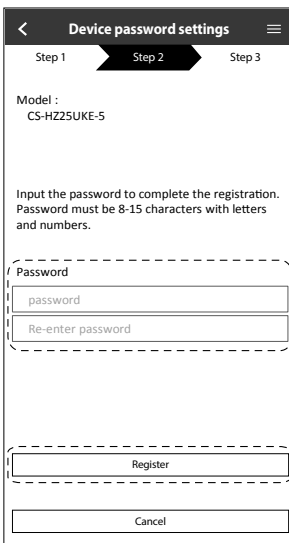 Device password settings
Step 1
Step 2
Step 3
Model :
CS-HZ25UKE-5
Input the password to complete the registration.
Password must be 8-15 characters with letters
and numbers.
Password
password
Re-enter password
Register
Cancel